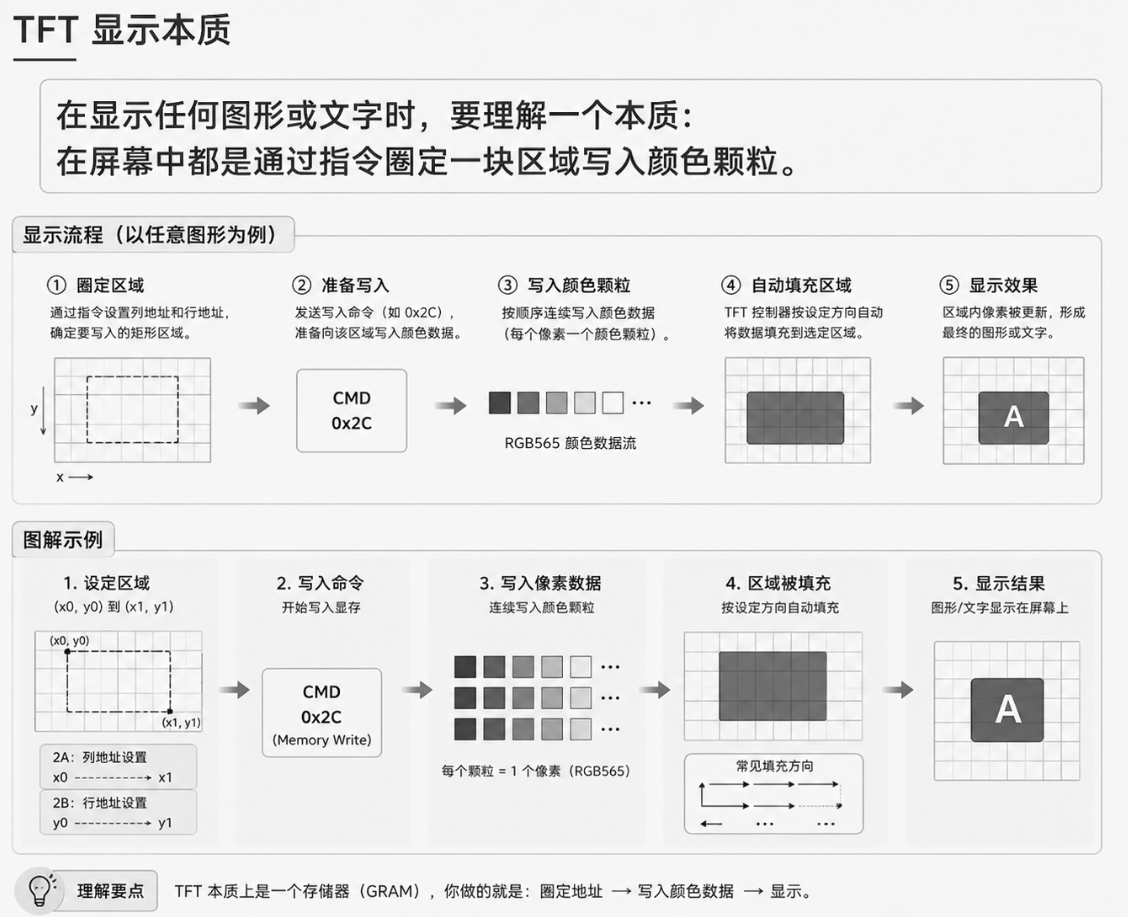 TFT 显示本质
在显示任何图形或文字时，要理解一个本质：
在屏幕中都是通过指令圈定一块区域写入颜色颗粒。
显示流程（以任意图形为例）
① 圈定区域
通过指令设置列地址和行地址，
确定要写入的矩形区域。
y
x
② 准备写入
发送写入命令（如 0x2C），
准备向该区域写入颜色数据。
CMD
0x2C
③ 写入颜色颗粒
按顺序连续写入颜色数据
（每个像素一个颜色颗粒）。
...
RGB565 颜色数据流
④ 自动填充区域
TFT 控制器按设定方向自动
将数据填充到选定区域。
⑤ 显示效果
区域内像素被更新，形成
最终的图形或文字。
A
图解示例
1. 设定区域
(x0, y0) 到 (x1, y1)
(x0, y0)
(x1, y1)
2A：列地址设置
x0 x1
2B：行地址设置
y0 y1
2. 写入命令
开始写入显存
CMD
0x2C
(Memory Write)
3. 写入像素数据
连续写入颜色颗粒
...
...
...
每个颗粒 = 1 个像素（RGB565）
4. 区域被填充
按设定方向自动填充
常见填充方向
... ...
5. 显示结果
图形/文字显示在屏幕上
A
理解要点
TFT 本质上是一个存储器（GRAM），你做的就是：圈定地址 → 写入颜色数据 → 显示。